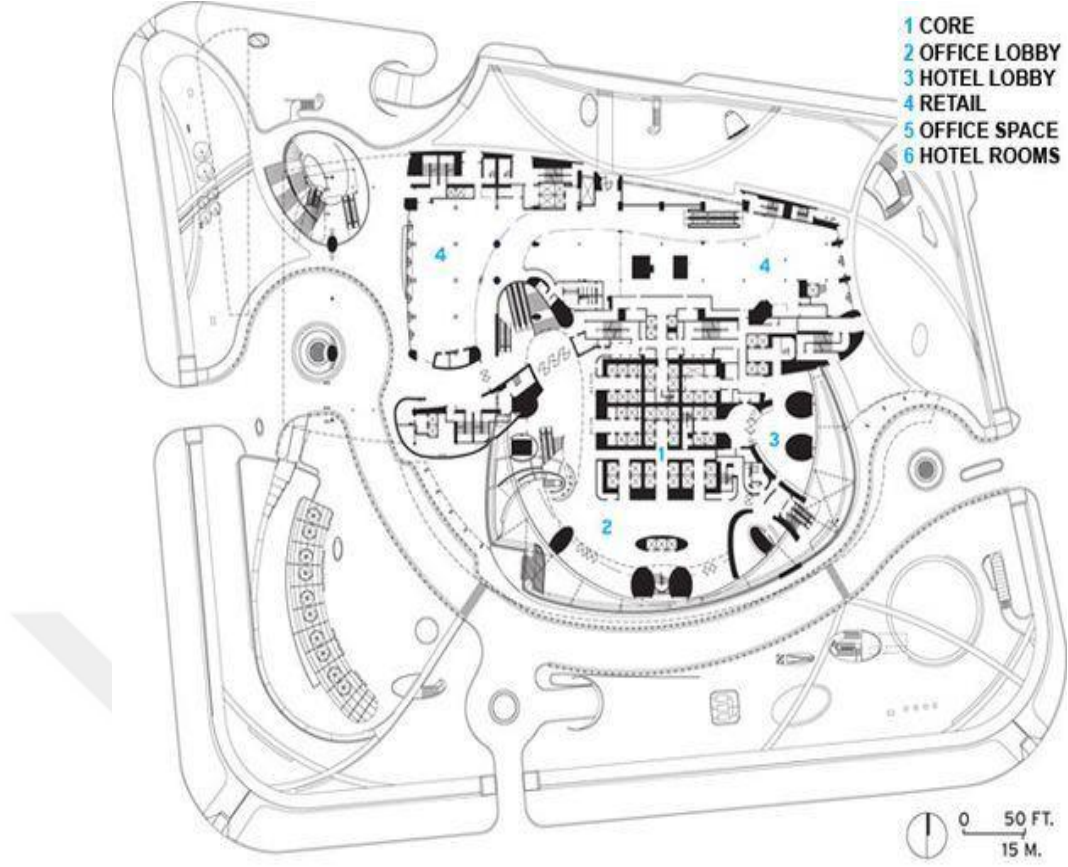 1 CORE
2 OFFICE LOBBY
3 HOTEL LOBBY
4 RETAIL
5 OFFICE SPACE
6 HOTEL ROOMS
4
4
3
1
2
0 50 FT.
15 M.